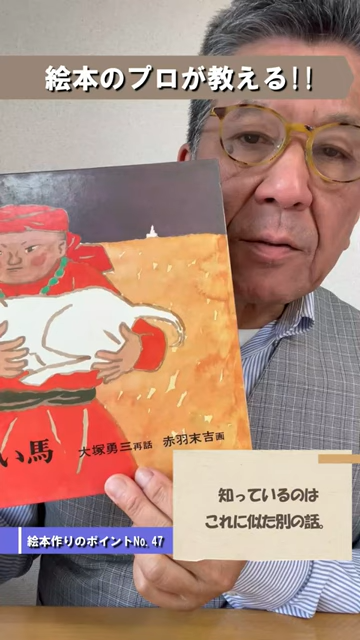 絵本のプロが教える!!
い馬
大塚勇三再話 赤羽末吉画
知っているのは
これに似た別の話。
絵本作りのポイントNo.47